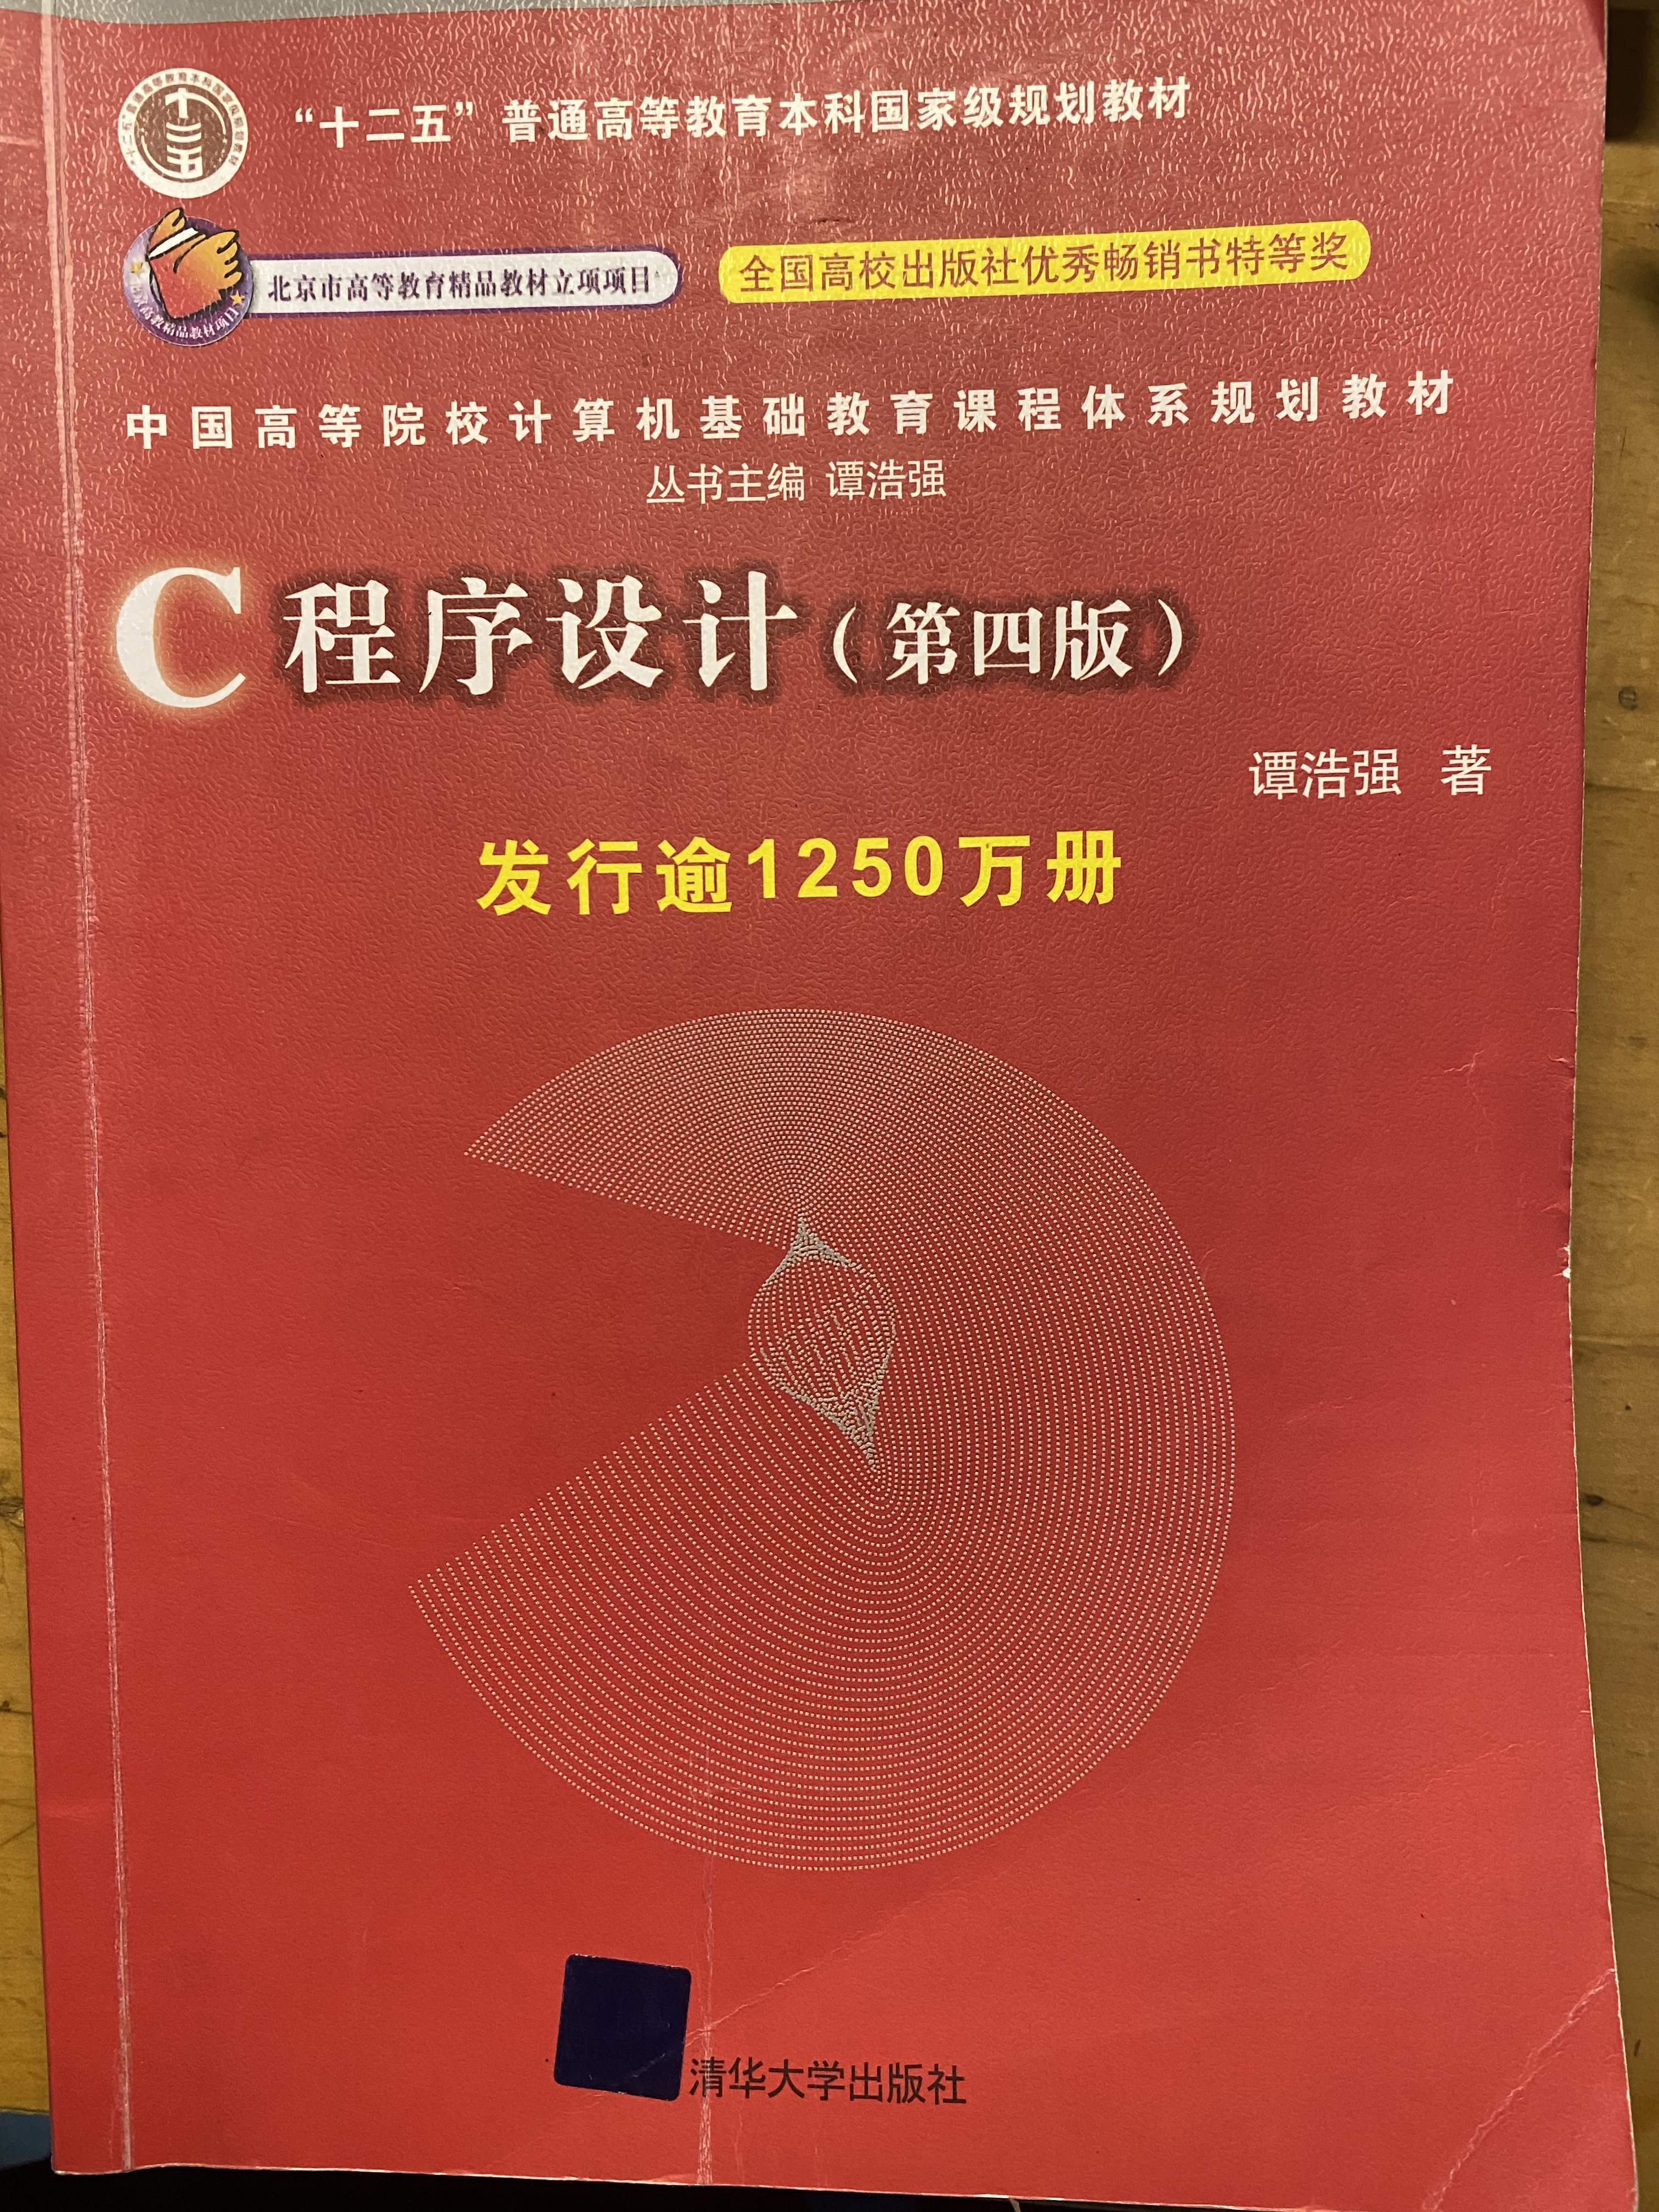 “十二五”普通高等教育本科国家级规划教材
十二五
北京市高等教育精品教材立项项目
全国高校出版社优秀畅销书特等奖
中国高等院校计算机基础教育课程体系规划教材
丛书主编 谭浩强
C程序设计(第四版)
谭浩强 著
发行逾1250万册
清华大学出版社